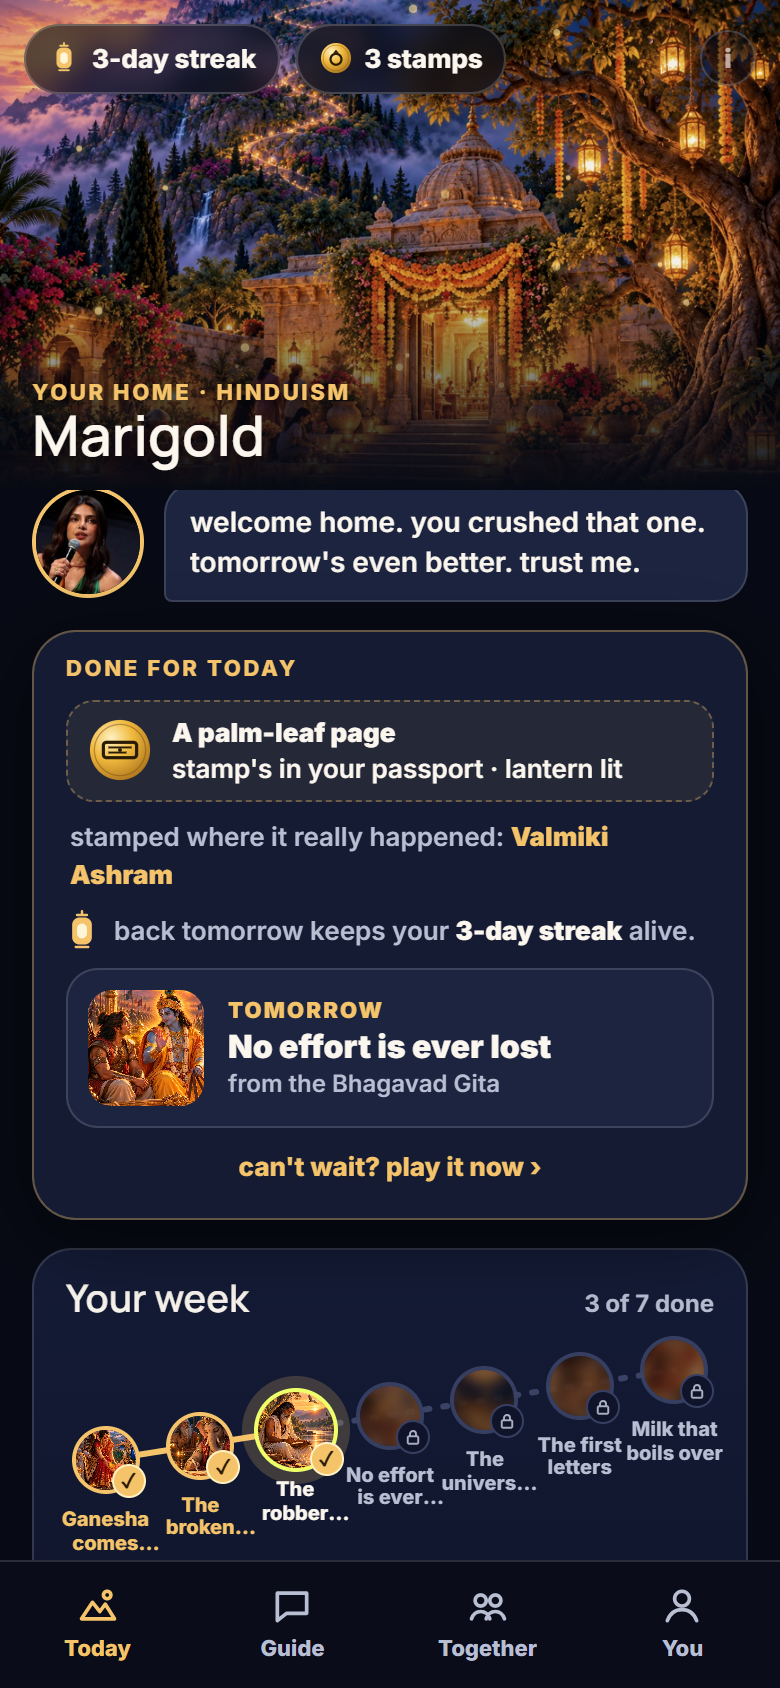 3-day streak
3 stamps
i
YOUR HOME · HINDUISM
Marigold
welcome home. you crushed that one.
tomorrow's even better. trust me.
DONE FOR TODAY
A palm-leaf page
stamp's in your passport · lantern lit
stamped where it really happened: Valmiki
Ashram
back tomorrow keeps your 3-day streak alive.
TOMORROW
No effort is ever lost
from the Bhagavad Gita
can't wait? play it now ›
Your week
3 of 7 done
Ganesha
comes...
The
broken...
The
robber...
No effort
is ever...
The
univers...
The first
letters
Milk that
boils over
Today
Guide
Together
You